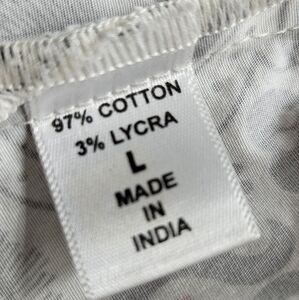 97% COTTON
3% LYCRA
L
MADE
IN
INDIA